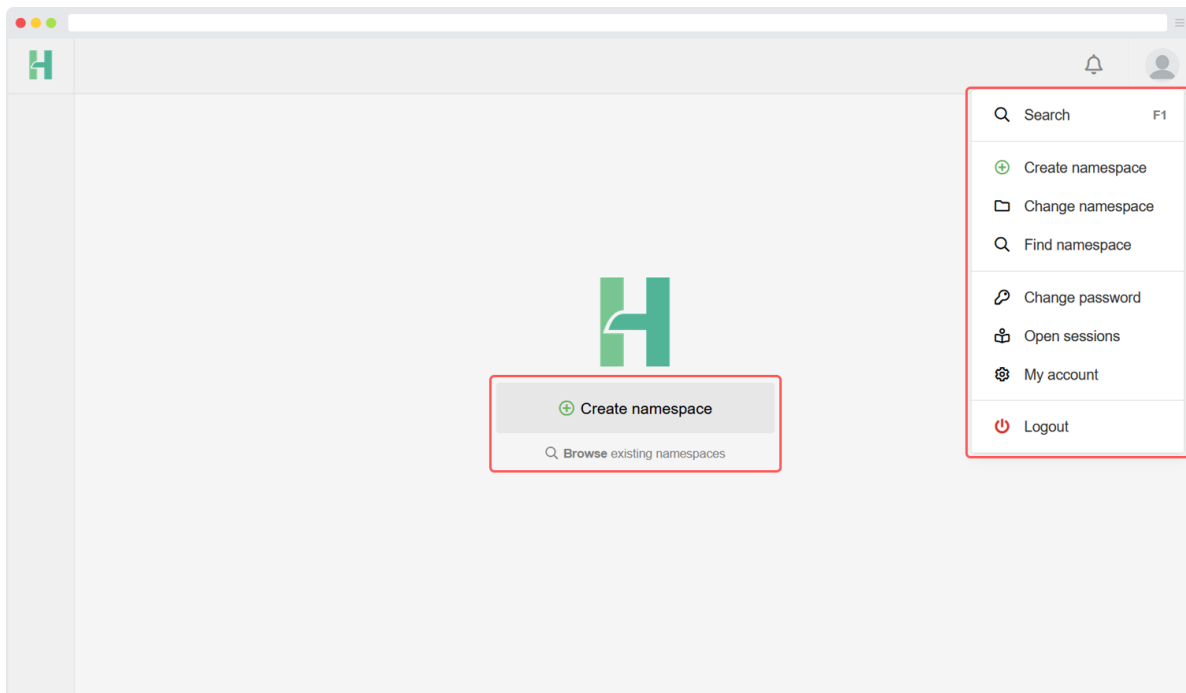 Search F1
Create namespace
Change namespace
Find namespace
Change password
Open sessions
My account
Logout
Create namespace
Browse existing namespaces